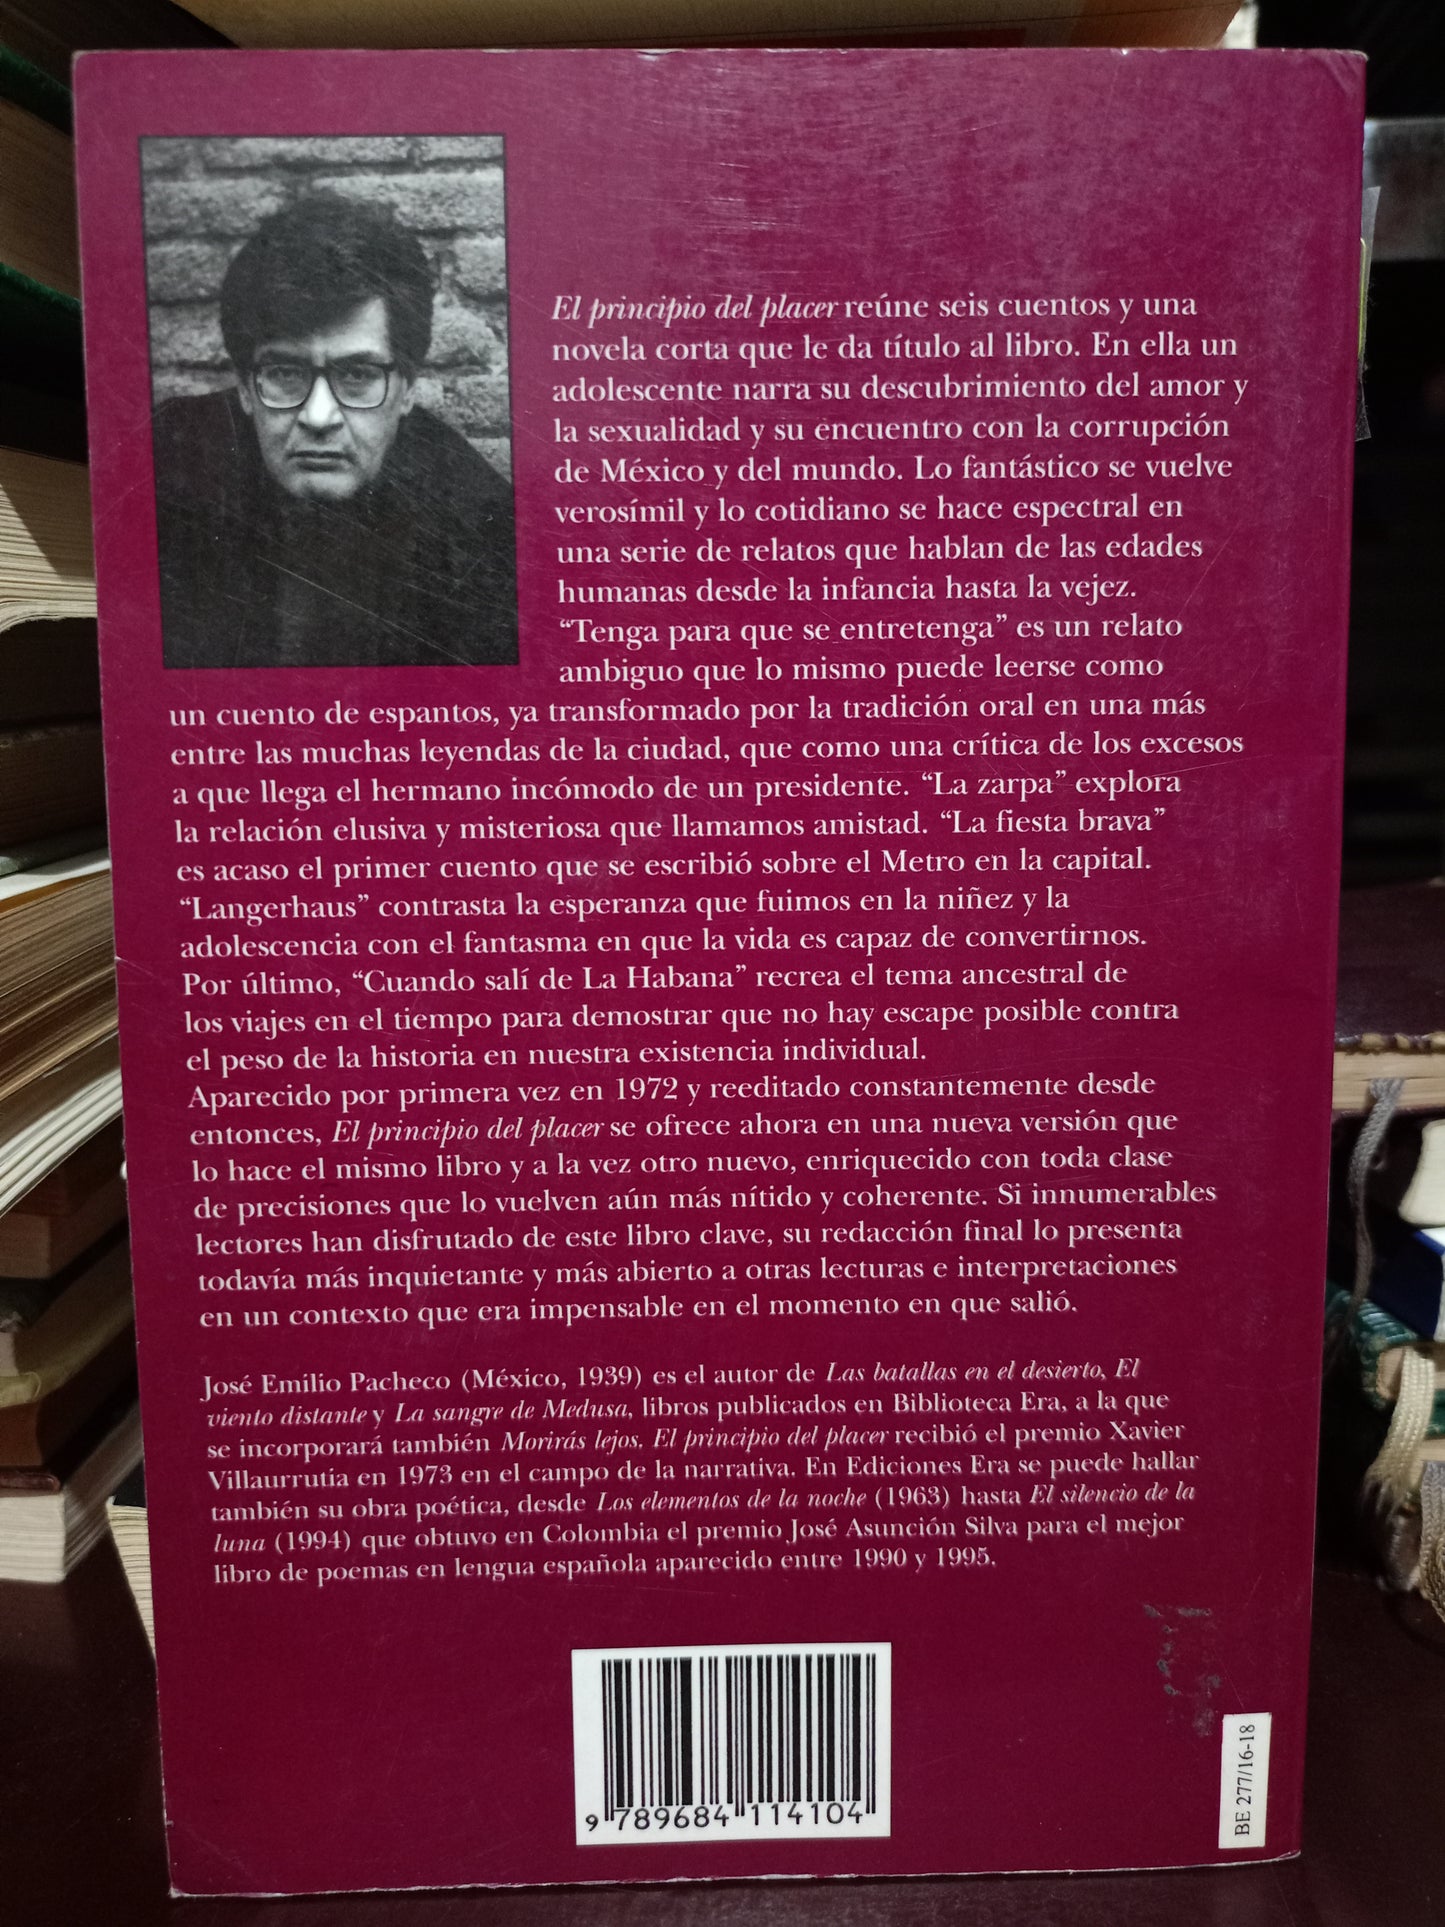 El principio del placer reúne seis cuentos y una
novela corta que le da título al libro. En ella un
adolescente narra su descubrimiento del amor y
la sexualidad y su encuentro con la corrupción
de México y del mundo. Lo fantástico se vuelve
verosímil y lo cotidiano se hace espectral en
una serie de relatos que hablan de las edades
humanas desde la infancia hasta la vejez.
“Tenga para que se entretenga” es un relato
ambiguo que lo mismo puede leerse como
un cuento de espantos, ya transformado por la tradición oral en una más
entre las muchas leyendas de la ciudad, que como una crítica de los excesos
a que llega el hermano incómodo de un presidente. “La zarpa” explora
la relación elusiva y misteriosa que llamamos amistad. “La fiesta brava”
es acaso el primer cuento que se escribió sobre el Metro en la capital.
“Langerhaus” contrasta la esperanza que fuimos en la niñez y la
adolescencia con el fantasma en que la vida es capaz de convertirnos.
Por último, “Cuando salí de La Habana” recrea el tema ancestral de
los viajes en el tiempo para demostrar que no hay escape posible contra
el peso de la historia en nuestra existencia individual.
Aparecido por primera vez en 1972 y reeditado constantemente desde
entonces, El principio del placer se ofrece ahora en una nueva versión que
lo hace el mismo libro y a la vez otro nuevo, enriquecido con toda clase
de precisiones que lo vuelven aún más nítido y coherente. Si innumerables
lectores han disfrutado de este libro clave, su redacción final lo presenta
todavía más inquietante y más abierto a otras lecturas e interpretaciones
en un contexto que era impensable en el momento en que salió.
José Emilio Pacheco (México, 1939) es el autor de Las batallas en el desierto, El
viento distante y La sangre de Medusa, libros publicados en Biblioteca Era, a la que
se incorporará también Morirás lejos. El principio del placer recibió el premio Xavier
Villaurrutia en 1973 en el campo de la narrativa. En Ediciones Era se puede hallar
también su obra poética, desde Los elementos de la noche (1963) hasta El silencio de la
luna (1994) que obtuvo en Colombia el premio José Asunción Silva para el mejor
libro de poemas en lengua española aparecido entre 1990 y 1995.
9 789684 114104
BE 277/16-18